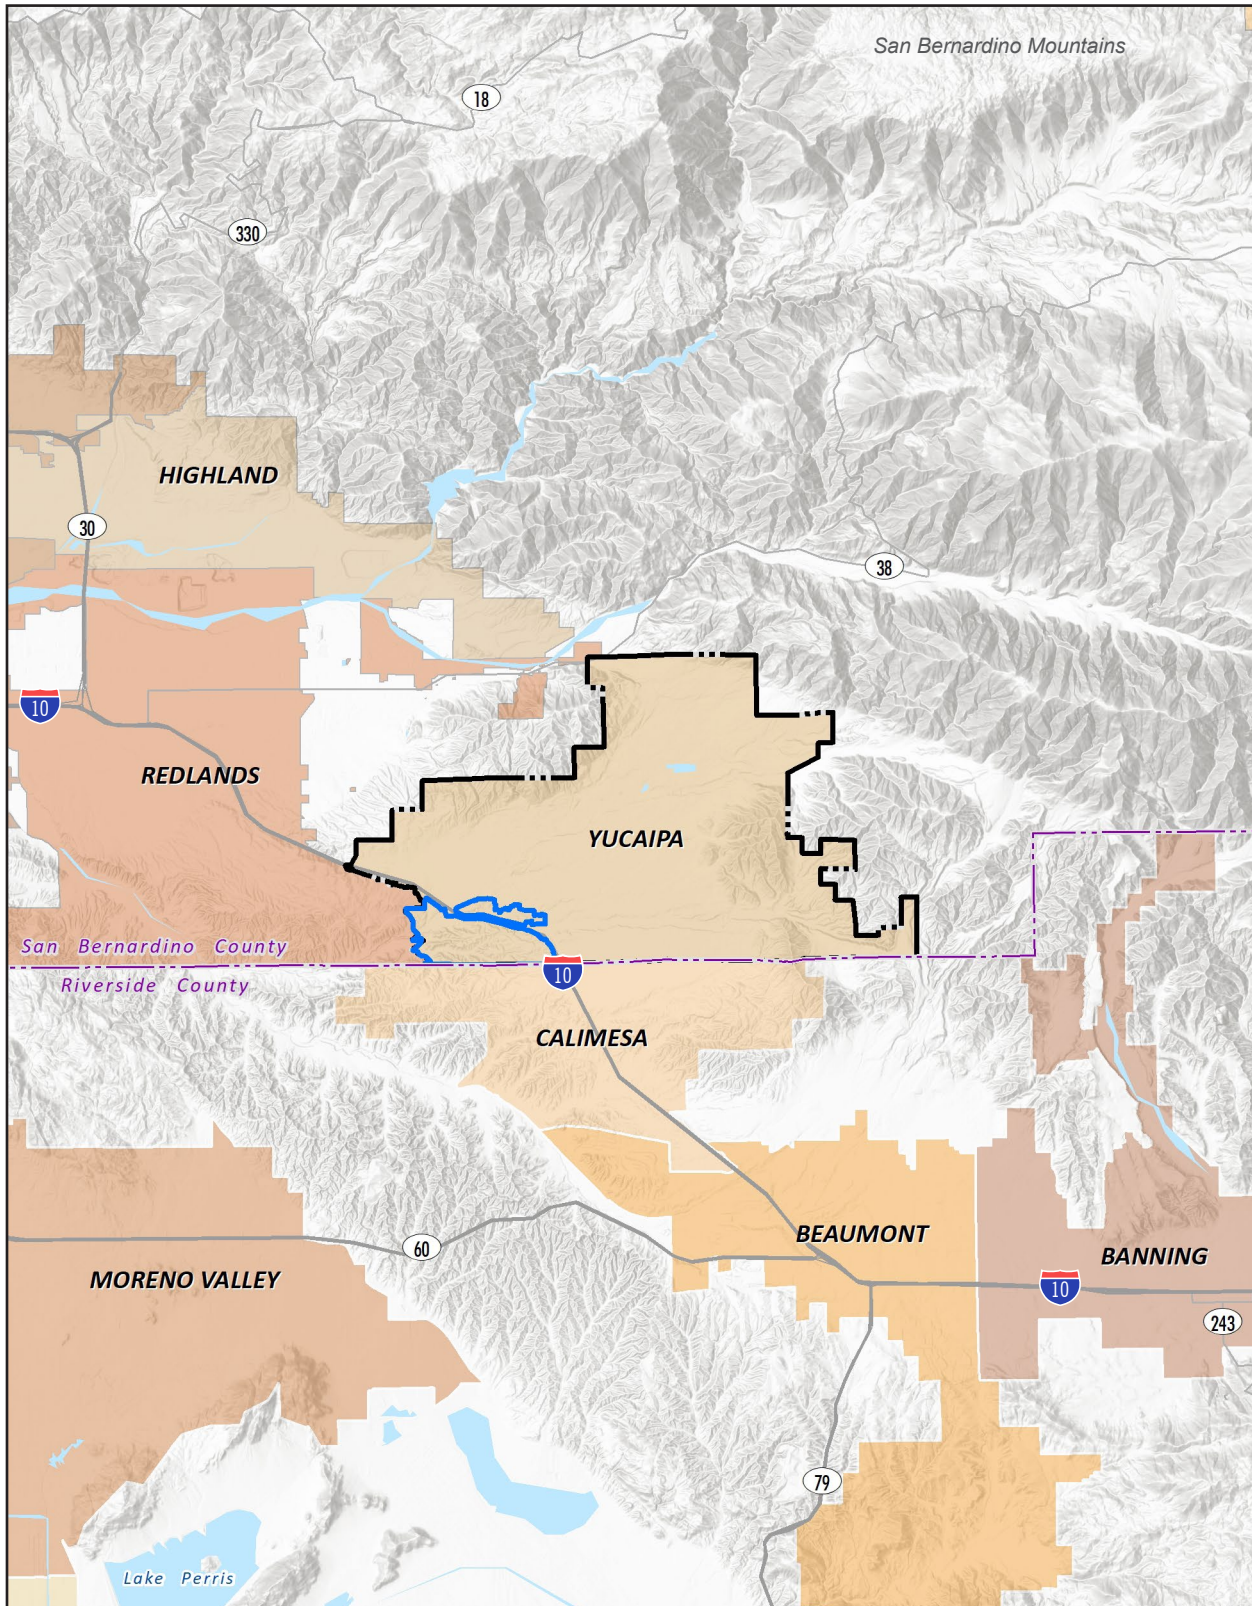 San Bernardino Mountains
18
330
HIGHLAND
30
38
10
REDLANDS
YUCAIPA
San Bernardino County
10
Riverside County
CALIMESA
BEAUMONT
60
BANNING
MORENO VALLEY
10
243
79
Lake Perris